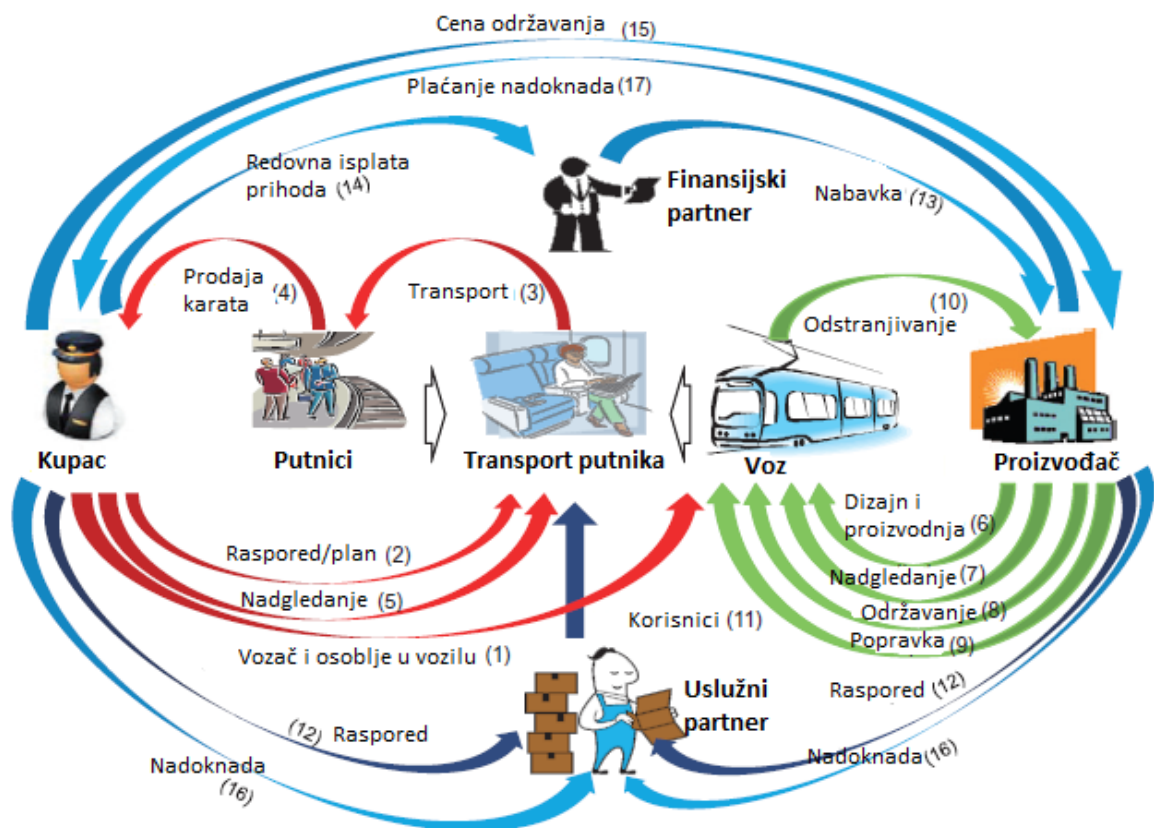 Cena održavanja (15)
Plaćanje nadoknada (17)
Redovna isplata
prihoda (14)
Finansijski
partner
Nabavka (13)
Prodaja
karata (4)
Transport (3)
(10)
Odstranjivanje
Kupac
Putnici
Transport putnika
Voz
Proizvođač
Raspored/plan (2)
Nadgledanje (5)
Vozač i osoblje u vozilu (1)
Dizajn i
proizvodnja (6)
Nadgledanje (7)
Održavanje (8)
Popravka (9)
Korisnici (11)
Uslužni
partner
Raspored (12)
(12) Raspored
Nadoknada
(16)
Nadoknada (16)